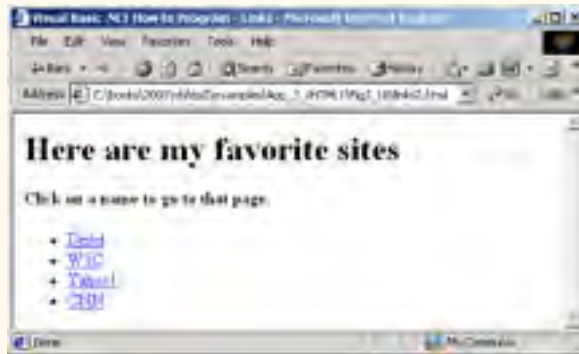 Visual Basic .NET How to Program - Links - Microsoft Internet Explorer
File Edit View Favorites Tools Help
Back Search Favorites History
Address
Here are my favorite sites
Click on a name to go to that page.
• Deitel
• W3C
• Yahoo!
• CNN
Done My Computer